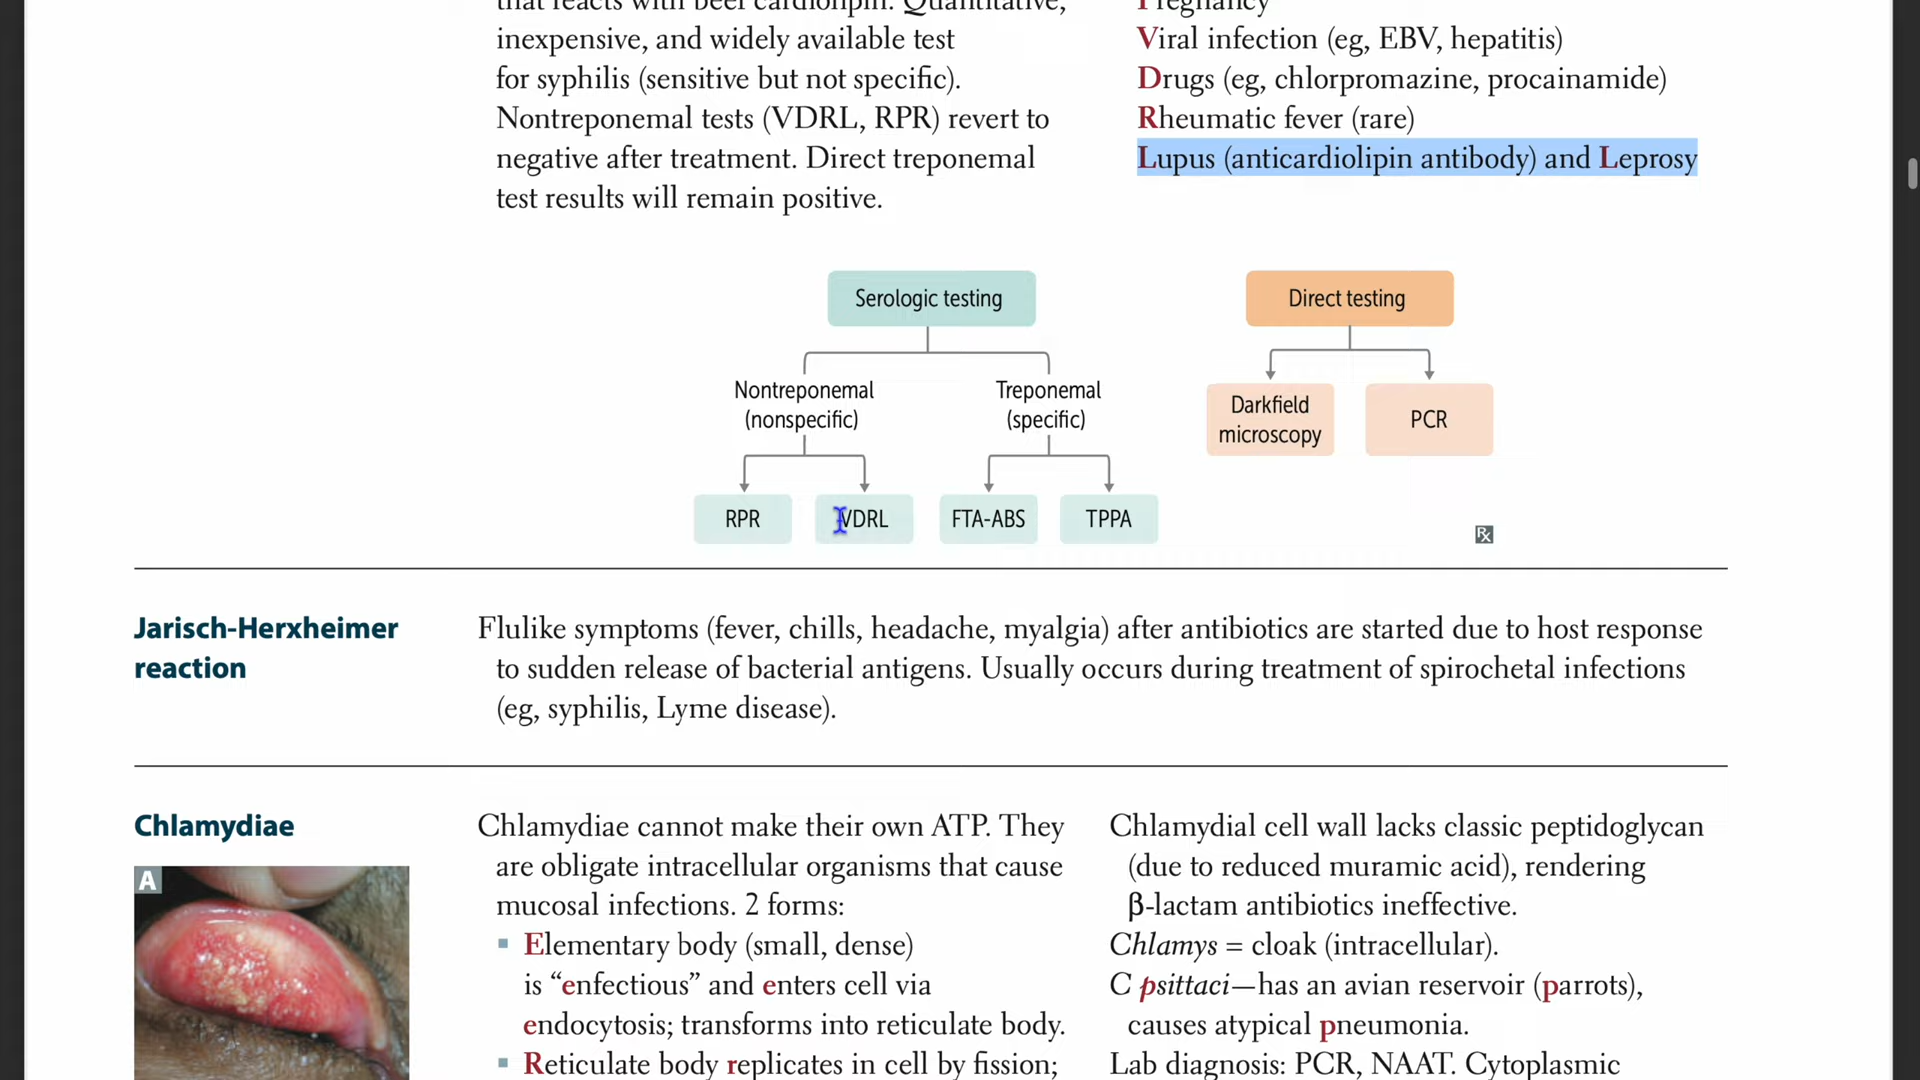 that reacts with beef cardiolipin. Quantitative,
inexpensive, and widely available test
for syphilis (sensitive but not specific).
Nontreponemal tests (VDRL, RPR) revert to
negative after treatment. Direct treponemal
test results will remain positive.
Pregnancy
Viral infection (eg, EBV, hepatitis)
Drugs (eg, chlorpromazine, procainamide)
Rheumatic fever (rare)
Lupus (anticardiolipin antibody) and Leprosy
Serologic testing
Nontreponemal
(nonspecific)
Treponemal
(specific)
RPR
VDRL
FTA-ABS
TPPA
Direct testing
Darkfield
microscopy
PCR
Rx
Jarisch-Herxheimer
reaction
Flulike symptoms (fever, chills, headache, myalgia) after antibiotics are started due to host response
to sudden release of bacterial antigens. Usually occurs during treatment of spirochetal infections
(eg, syphilis, Lyme disease).
Chlamydiae
A
Chlamydiae cannot make their own ATP. They
are obligate intracellular organisms that cause
mucosal infections. 2 forms:
▪ Elementary body (small, dense)
is “enfectious” and enters cell via
endocytosis; transforms into reticulate body.
▪ Reticulate body replicates in cell by fission;
Chlamydial cell wall lacks classic peptidoglycan
(due to reduced muramic acid), rendering
β-lactam antibiotics ineffective.
Chlamys = cloak (intracellular).
C psittaci—has an avian reservoir (parrots),
causes atypical pneumonia.
Lab diagnosis: PCR, NAAT. Cytoplasmic